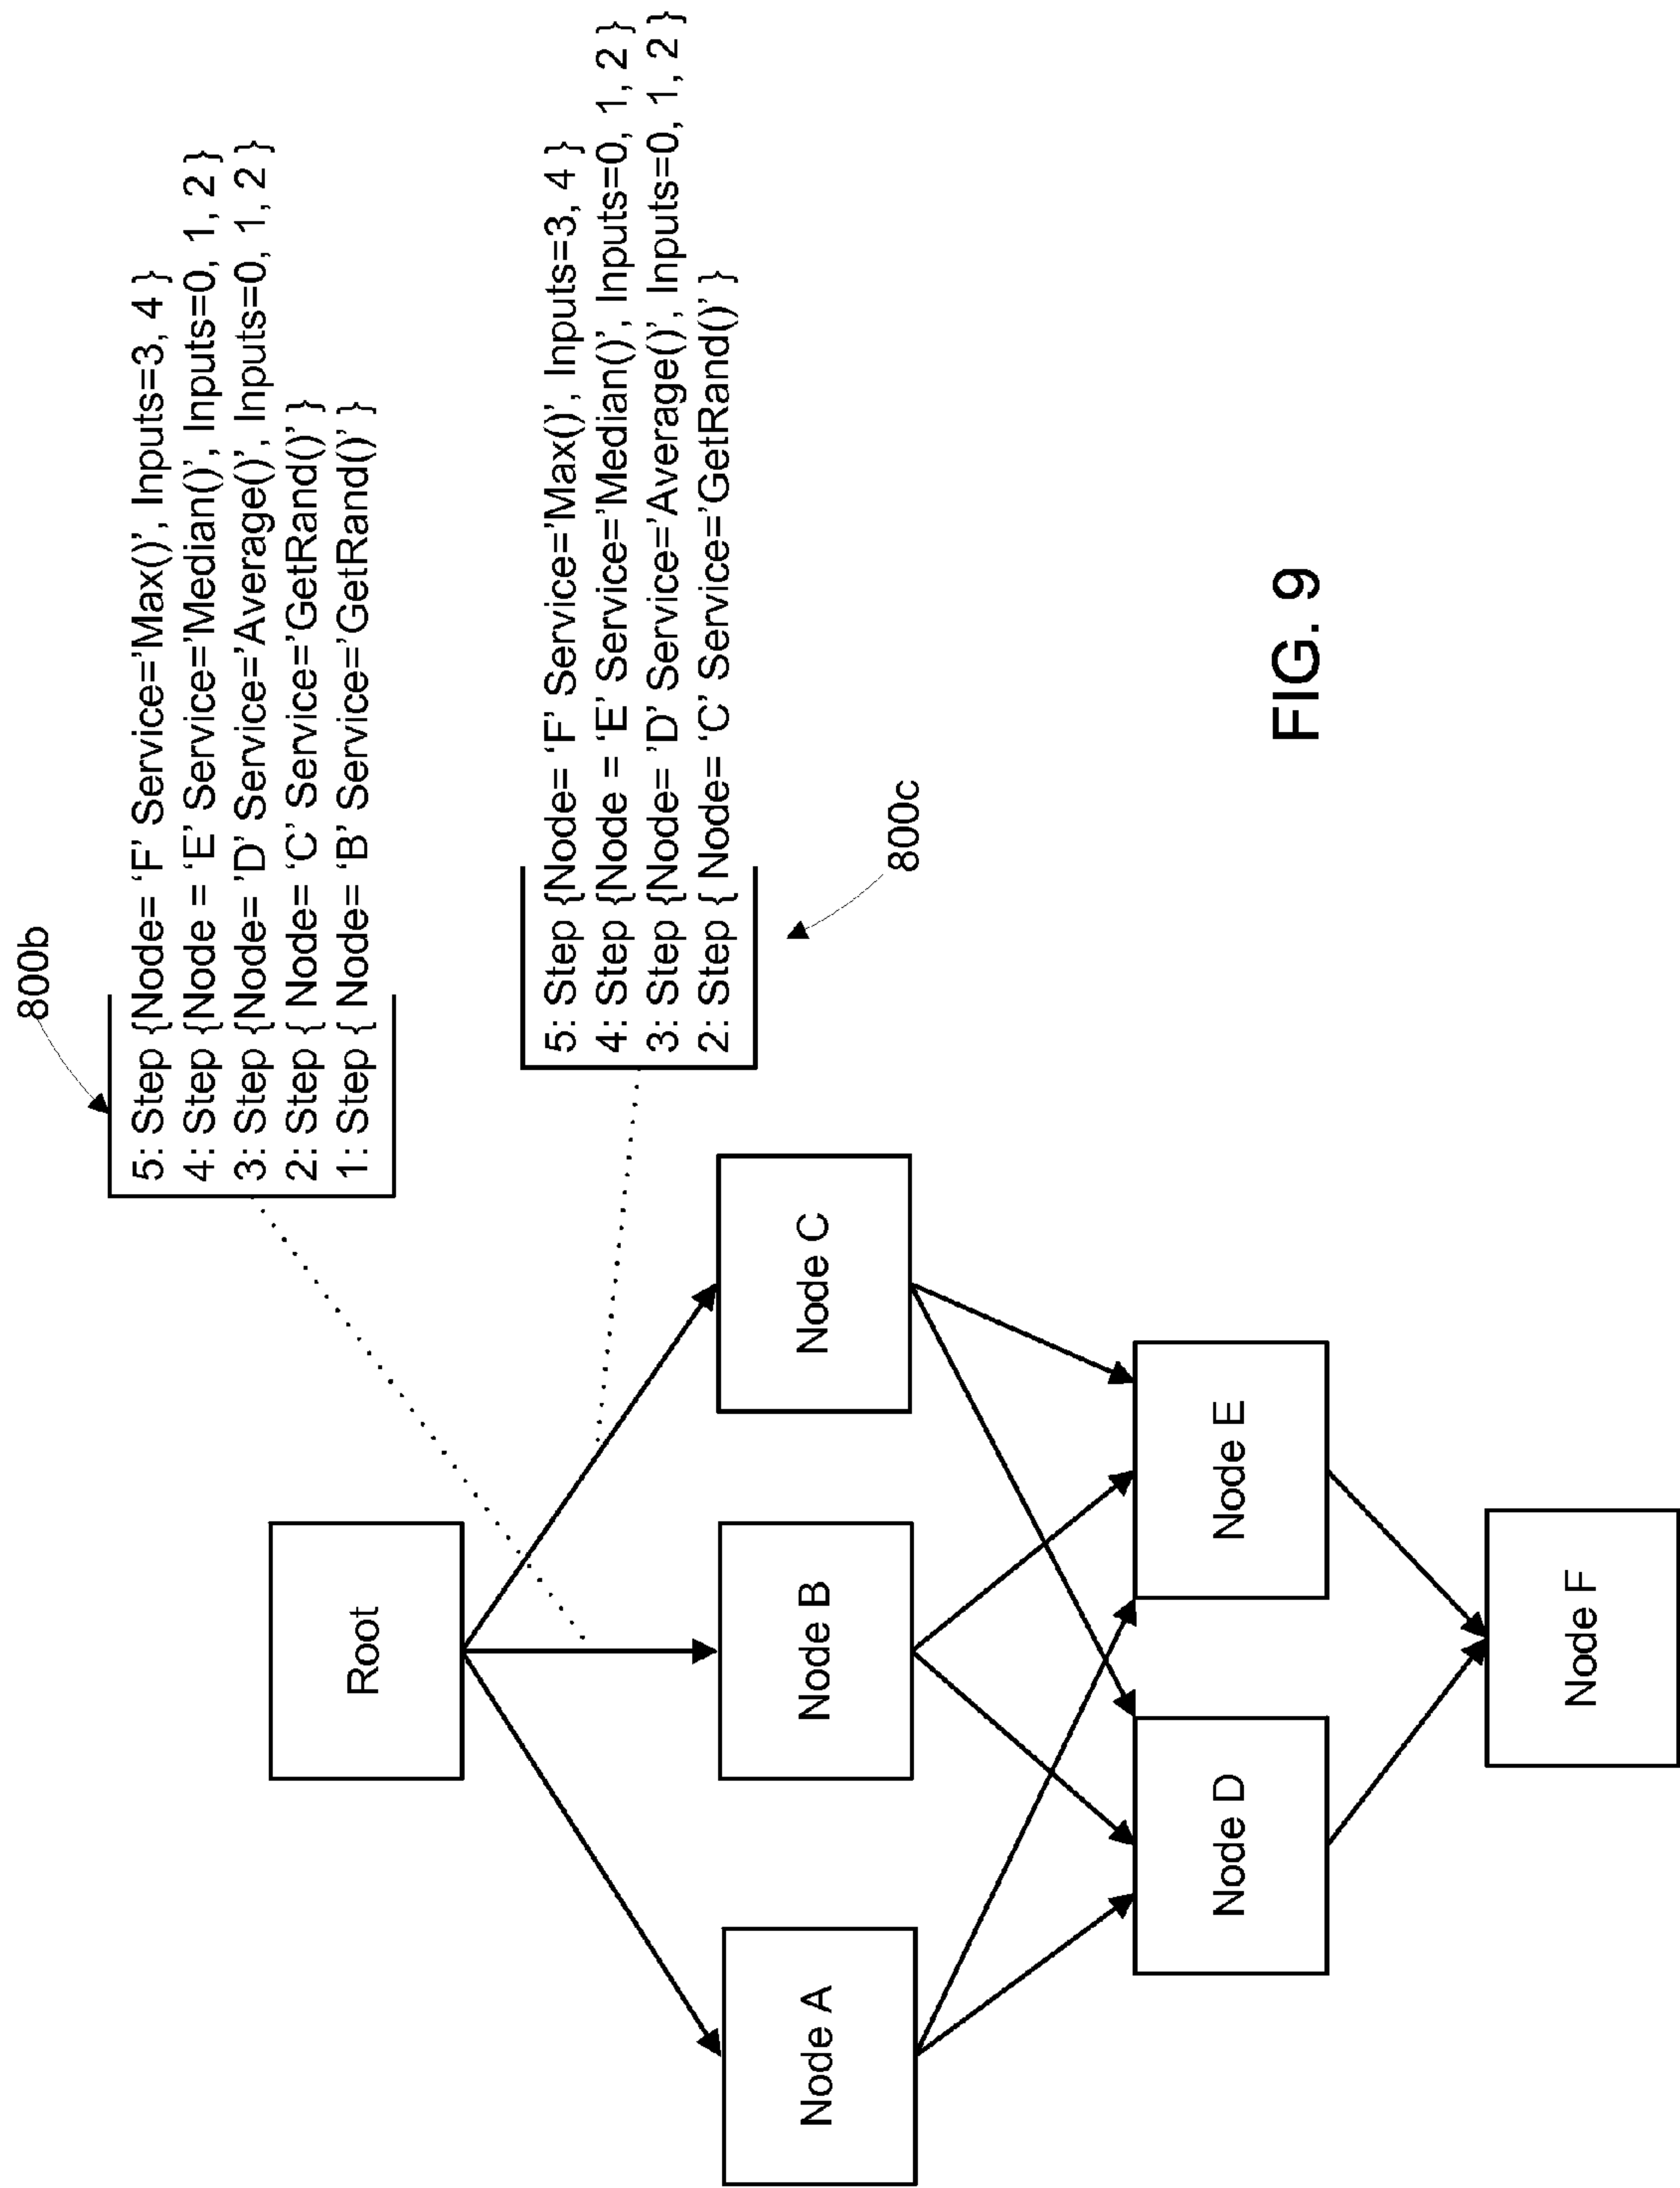 800b
5: Step {Node= ‘F’ Service=’Max()’, Inputs=3, 4 }
4: Step {Node = ‘E’ Service=’Median()’, Inputs=0, 1, 2 }
3: Step {Node= ’D’ Service=’Average()’, Inputs=0, 1, 2 }
2: Step { Node= ‘C’ Service=’GetRand()’ }
1: Step { Node= ‘B’ Service=’GetRand()’ }
5: Step {Node= ‘F’ Service=’Max()’, Inputs=3, 4 }
4: Step {Node = ‘E’ Service=’Median()’, Inputs=0, 1, 2 }
3: Step {Node= ’D’ Service=’Average()’, Inputs=0, 1, 2 }
2: Step { Node= ‘C’ Service=’GetRand()’ }
800c
Root
Node A
Node B
Node C
Node D
Node E
Node F
FIG. 9